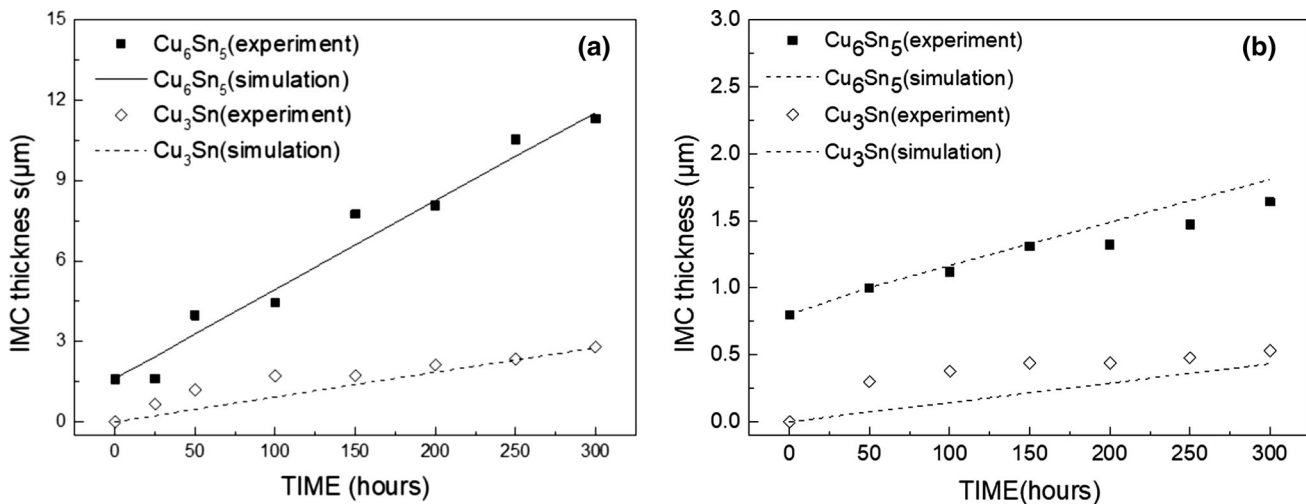 15
12
9
6
3
0
IMC thicknes s(μm)
Cu6Sn5(experiment)
Cu6Sn5(simulation)
Cu3Sn(experiment)
Cu3Sn(simulation)
(a)
0 50 100 150 200 250 300
TIME (hours)
3.0
2.5
2.0
1.5
1.0
0.5
0.0
IMC thickness (μm)
Cu6Sn5(experiment)
Cu6Sn5(simulation)
Cu3Sn(experiment)
Cu3Sn(simulation)
(b)
0 50 100 150 200 250 300
TIME(hours)